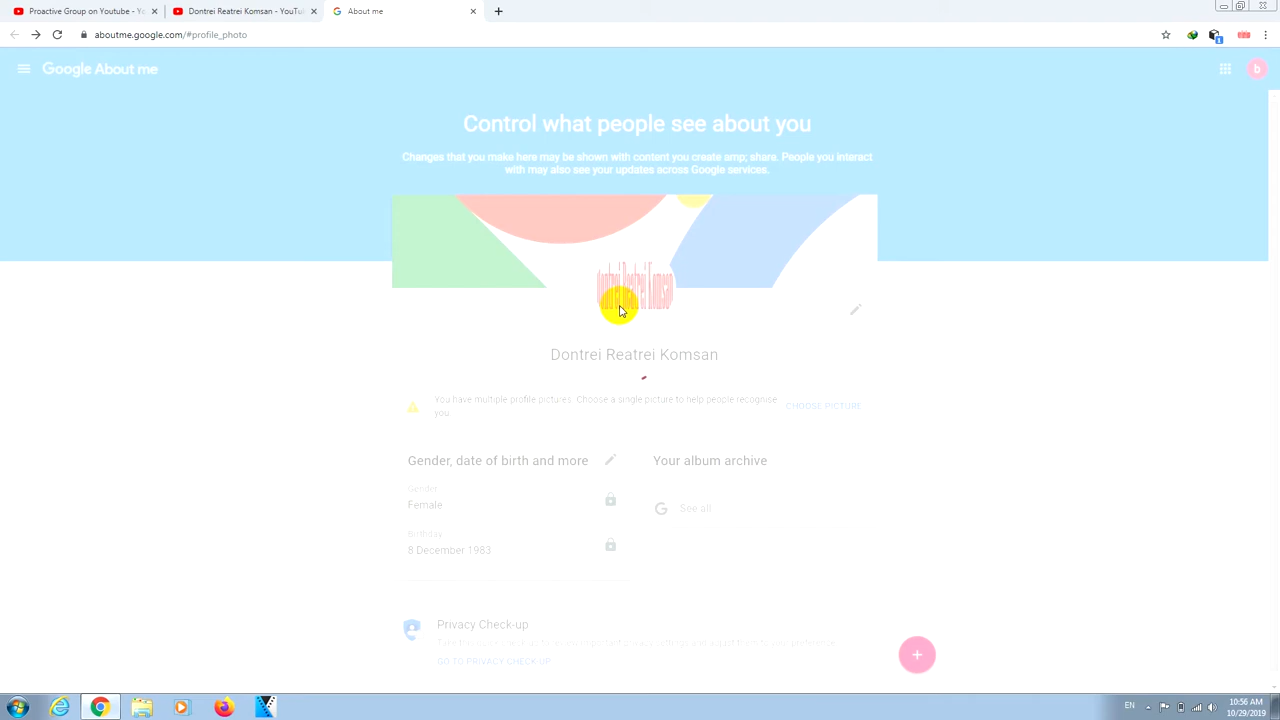 Proactive Group on Youtube - Yo
Dontrei Reatrei Komsan - YouTub
About me
aboutme.google.com/#profile_photo
Google About me
b
Control what people see about you
Changes that you make here may be shown with content you create amp; share. People you interact
with may also see your updates across Google services.
Reatrei Komsan
Dontrei Reatrei Komsan
You have multiple profile pictures. Choose a single picture to help people recognise
you.
CHOOSE PICTURE
Gender, date of birth and more
Your album archive
Gender
Female
See all
Birthday
8 December 1983
Privacy Check-up
GO TO PRIVACY CHECK-UP
EN
10:56 AM
10/29/2019